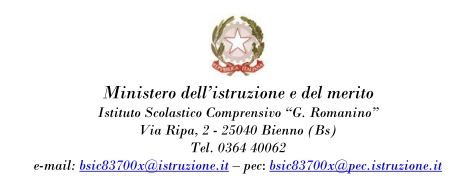 Ministero dell'istruzione e del merito
Istituto Scolastico Comprensivo "G. Romanino"
Via Ripa, 2 - 25040 Bienno (Bs)
Tel. 0364 40062
e-mail: bsic83700x@istruzione.it – pec: bsic83700x@pec.istruzione.it